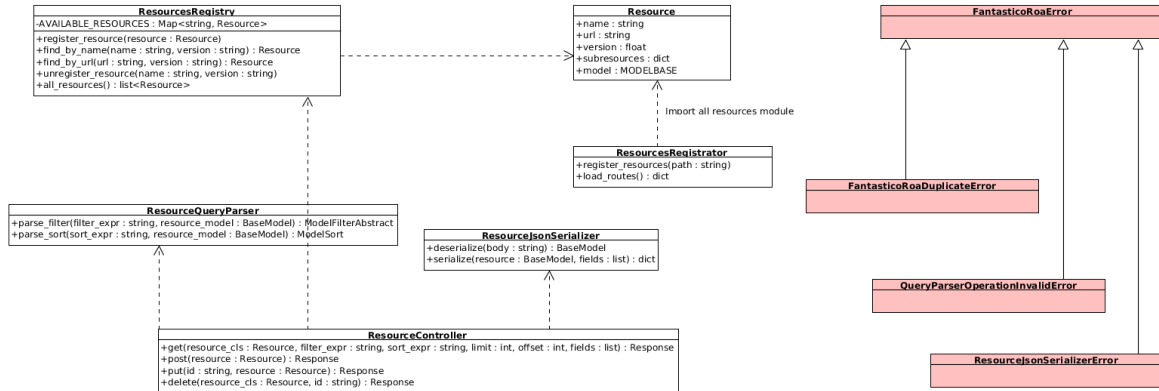 ResourcesRegistry
-AVAILABLE_RESOURCES : Map<string, Resource>
+register_resource(resource : Resource)
+find_by_name(name : string, version : string) : Resource
+find_by_url(url : string, version : string) : Resource
+unregister_resource(name : string, version : string)
+all_resources() : list<Resource>
Resource
+name : string
+url : string
+version : float
+subresources : dict
+model : MODELBASE
FantasticoRoaError
Import all resources module
ResourcesRegistrator
+register_resources(path : string)
+load_routes() : dict
FantasticoRoaDuplicateError
ResourceQueryParser
+parse_filter(filter_expr : string, resource_model : BaseModel) : ModelFilterAbstract
+parse_sort(sort_expr : string, resource_model : BaseModel) : ModelSort
ResourceJsonSerializer
+deserialize(body : string) : BaseModel
+serialize(resource : BaseModel, fields : list) : dict
QueryParserOperationInvalidError
ResourceController
+get(resource_cls : Resource, filter_expr : string, sort_expr : string, limit : int, offset : int, fields : list) : Response
+post(resource : Resource) : Response
+put(id : string, resource : Resource) : Response
+delete(resource_cls : Resource, id : string) : Response
ResourceJsonSerializerError